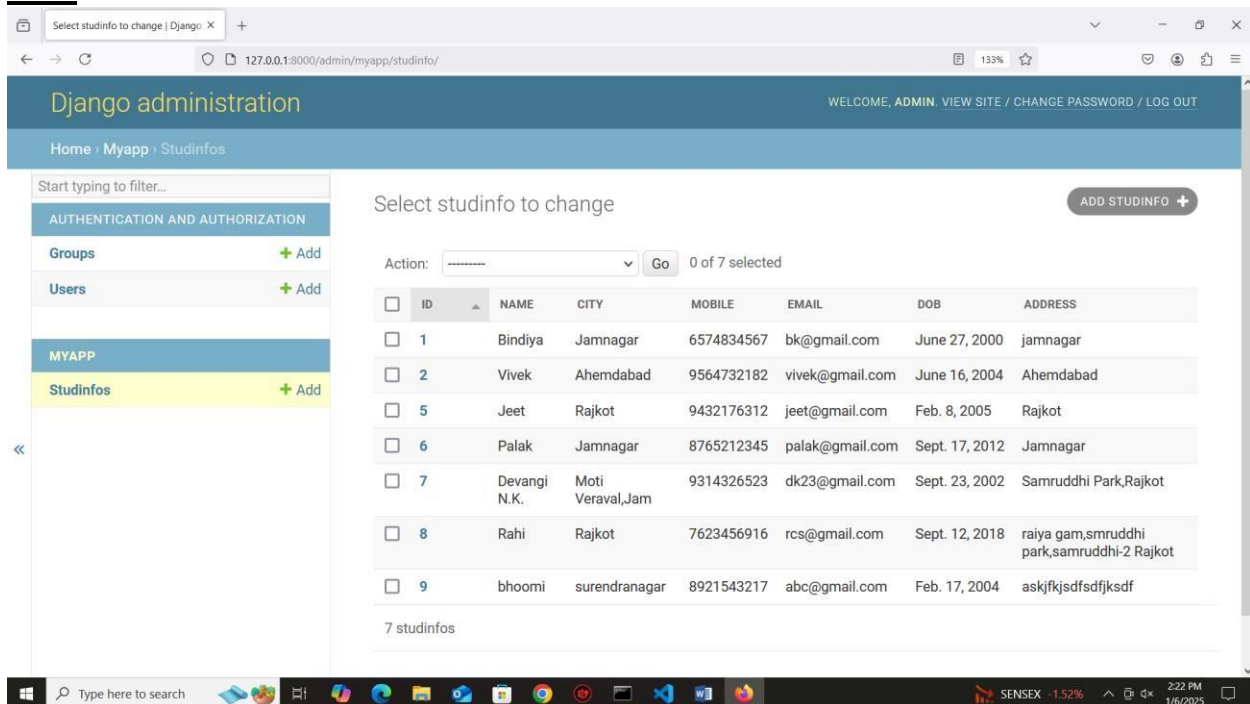 Select studinfo to change | Django
127.0.0.1:8000/admin/myapp/studinfo/
133%
Django administration
WELCOME, ADMIN. VIEW SITE / CHANGE PASSWORD / LOG OUT
Home › Myapp › Studinfos
Start typing to filter...
AUTHENTICATION AND AUTHORIZATION
Groups + Add
Users + Add
MYAPP
Studinfos + Add
«
Select studinfo to change
ADD STUDINFO +
Action: --------- Go 0 of 7 selected
ID NAME CITY MOBILE EMAIL DOB ADDRESS
1 Bindiya Jamnagar 6574834567 bk@gmail.com June 27, 2000 jamnagar
2 Vivek Ahemdabad 9564732182 vivek@gmail.com June 16, 2004 Ahemdabad
5 Jeet Rajkot 9432176312 jeet@gmail.com Feb. 8, 2005 Rajkot
6 Palak Jamnagar 8765212345 palak@gmail.com Sept. 17, 2012 Jamnagar
7 Devangi Moti 9314326523 dk23@gmail.com Sept. 23, 2002 Samruddhi Park,Rajkot
N.K. Veraval,Jam
8 Rahi Rajkot 7623456916 rcs@gmail.com Sept. 12, 2018 raiya gam,smruddhi
park,samruddhi-2 Rajkot
9 bhoomi surendranagar 8921543217 abc@gmail.com Feb. 17, 2004 askjfkjsdfsdfjksdf
7 studinfos
Type here to search
SENSEX -1.52%
2:22 PM
1/6/2025